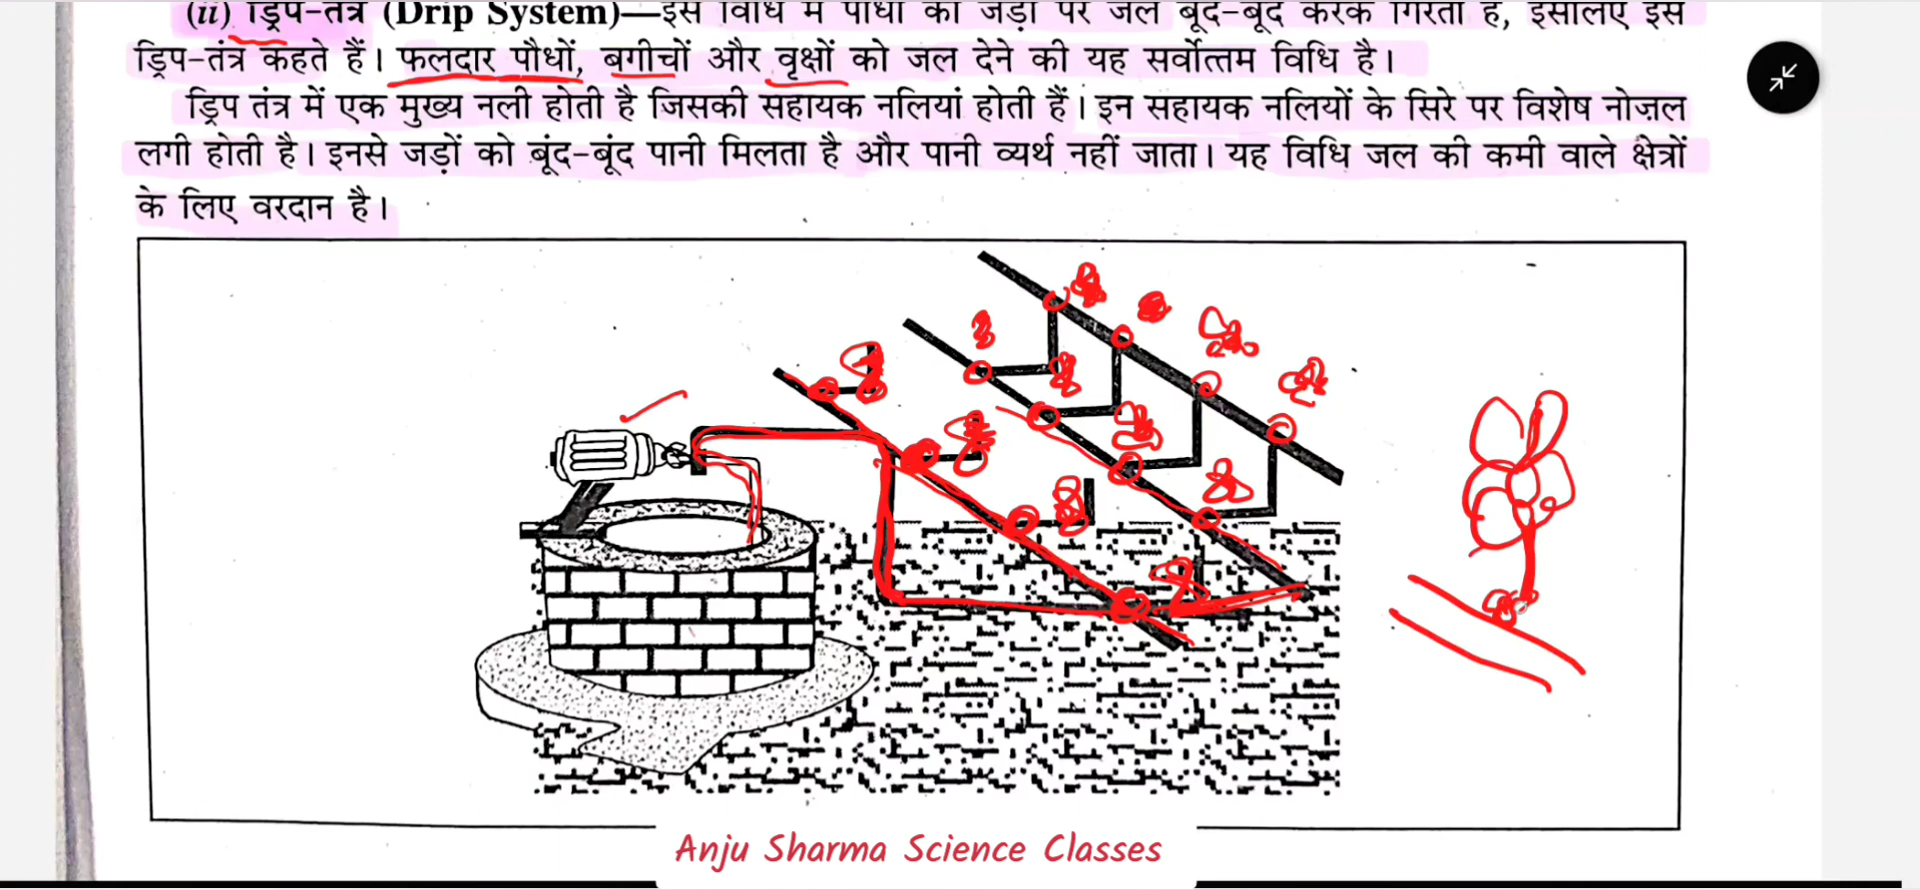 (ii) ड्रिप-तंत्र (Drip System)—इस विधि में पौधों की जड़ों पर जल बूंद-बूंद करके गिरता है, इसलिए इसे
ड्रिप-तंत्र कहते हैं। फलदार पौधों, बगीचों और वृक्षों को जल देने की यह सर्वोत्तम विधि है।
ड्रिप तंत्र में एक मुख्य नली होती है जिसकी सहायक नलियां होती हैं। इन सहायक नलियों के सिरे पर विशेष नोज़ल
लगी होती है। इनसे जड़ों को बूंद-बूंद पानी मिलता है और पानी व्यर्थ नहीं जाता। यह विधि जल की कमी वाले क्षेत्रों
के लिए वरदान है।
Anju Sharma Science Classes